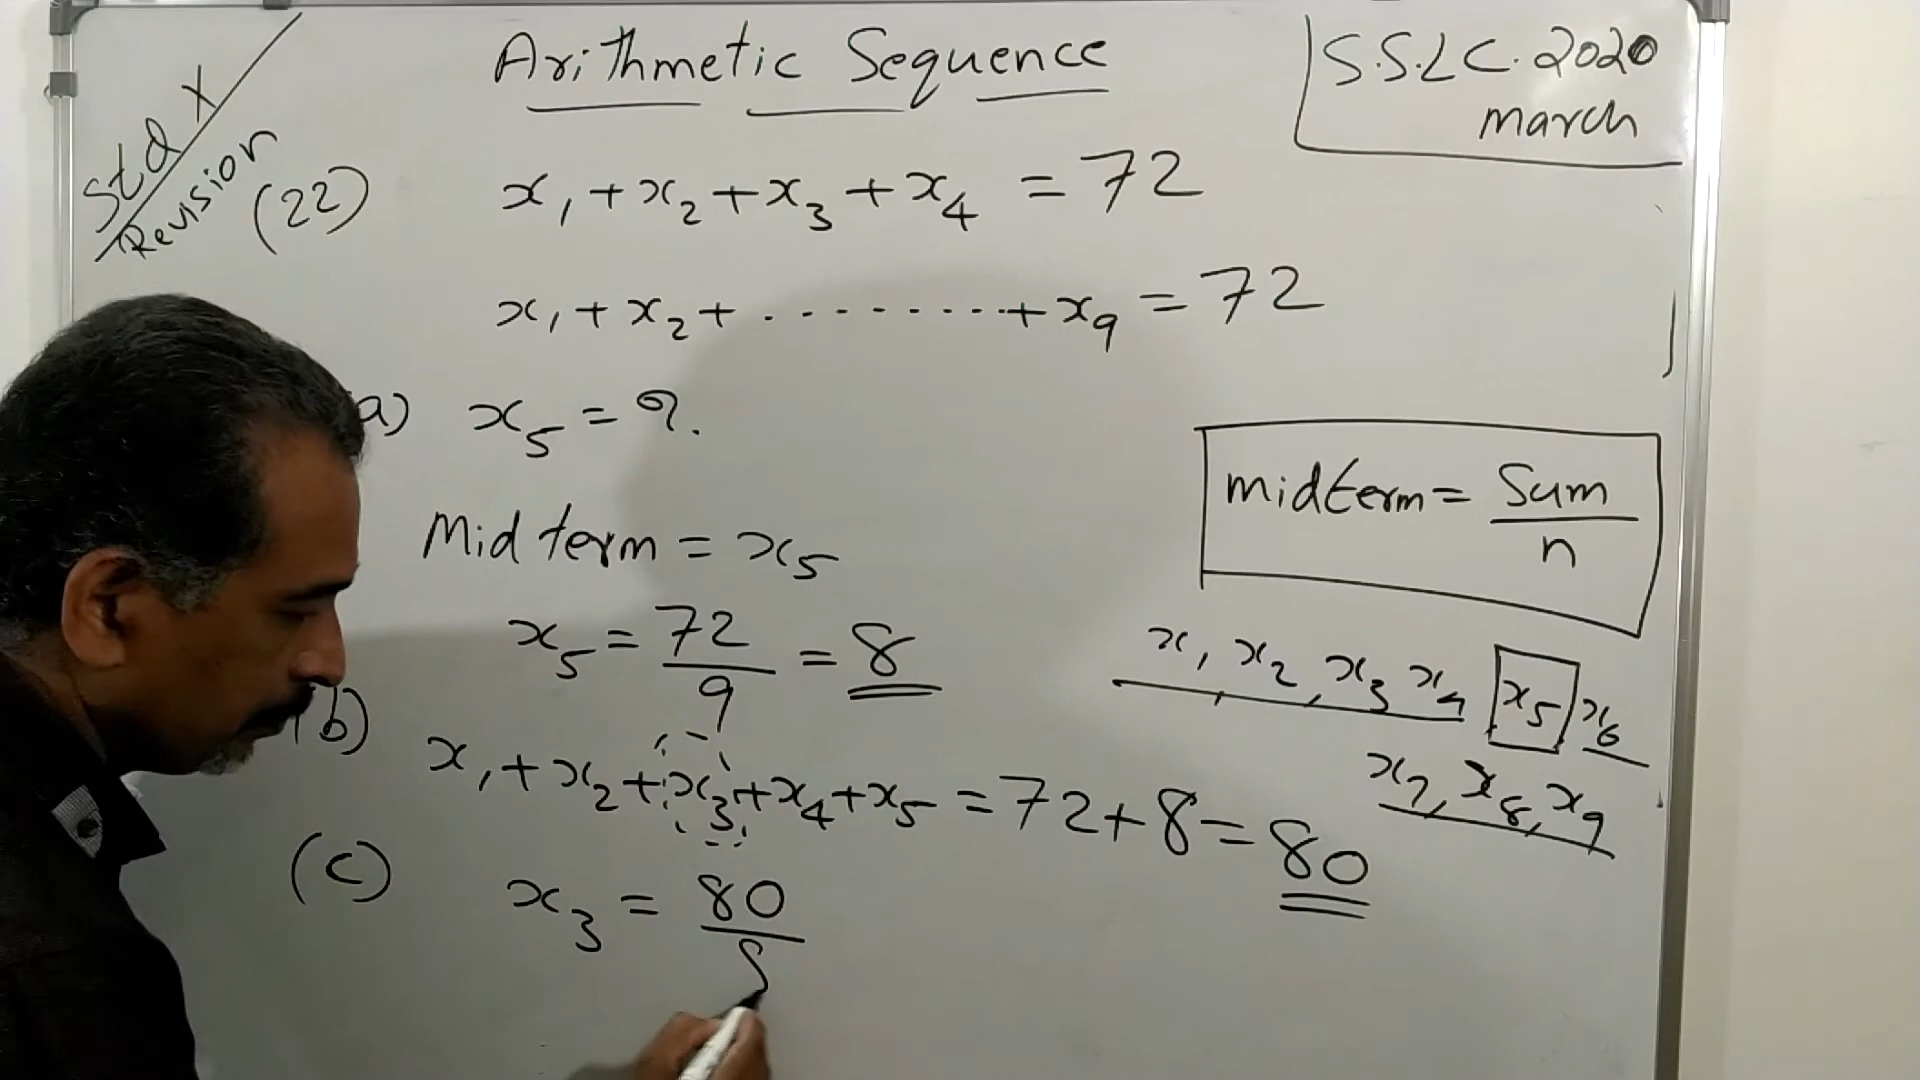 Std X
Revision
Arithmetic Sequence
S.S.L.C. 2020
march
(22) x₁ + x₂ + x₃ + x₄ = 72
x₁ + x₂ + . . . . . . . . . + x₉ = 72
a) x₅ = ?.
midterm = Sum/n
Mid term = x₅
x₅ = 72/9 = 8
x₁, x₂, x₃ x₄ x₅ x₆
x₇, x₈, x₉
(b)
x₁ + x₂ + x₃ + x₄ + x₅ = 72 + 8 = 80
(c) x₃ = 80/